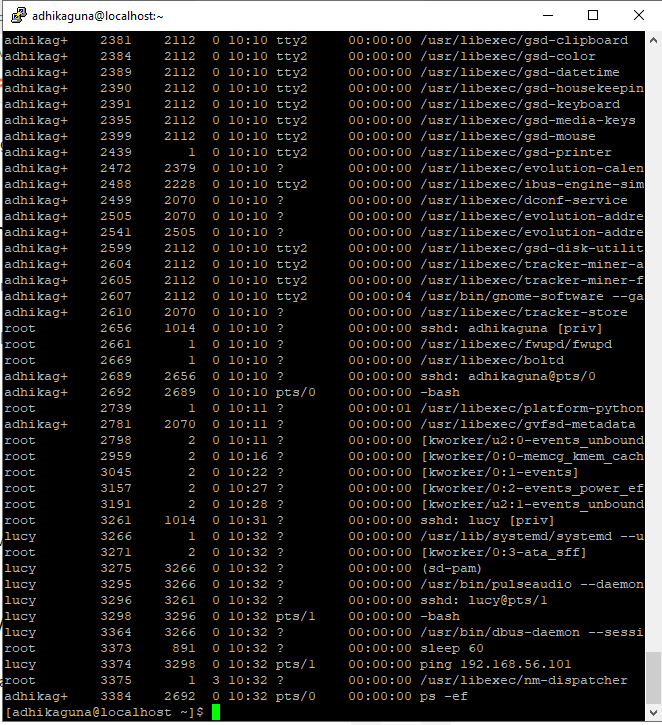 adhikaguna@localhost:~
adhikag+ 2381 2112 0 10:10 tty2 00:00:00 /usr/libexec/gsd-clipboard
adhikag+ 2384 2112 0 10:10 tty2 00:00:00 /usr/libexec/gsd-color
adhikag+ 2389 2112 0 10:10 tty2 00:00:00 /usr/libexec/gsd-datetime
adhikag+ 2390 2112 0 10:10 tty2 00:00:00 /usr/libexec/gsd-housekeepin
adhikag+ 2391 2112 0 10:10 tty2 00:00:00 /usr/libexec/gsd-keyboard
adhikag+ 2395 2112 0 10:10 tty2 00:00:00 /usr/libexec/gsd-media-keys
adhikag+ 2399 2112 0 10:10 tty2 00:00:00 /usr/libexec/gsd-mouse
adhikag+ 2439 1 0 10:10 tty2 00:00:00 /usr/libexec/gsd-printer
adhikag+ 2472 2379 0 10:10 ? 00:00:00 /usr/libexec/evolution-calen
adhikag+ 2488 2228 0 10:10 tty2 00:00:00 /usr/libexec/ibus-engine-sim
adhikag+ 2499 2070 0 10:10 ? 00:00:00 /usr/libexec/dconf-service
adhikag+ 2505 2070 0 10:10 ? 00:00:00 /usr/libexec/evolution-addre
adhikag+ 2541 2505 0 10:10 ? 00:00:00 /usr/libexec/evolution-addre
adhikag+ 2599 2112 0 10:10 tty2 00:00:00 /usr/libexec/gsd-disk-utilit
adhikag+ 2604 2112 0 10:10 tty2 00:00:00 /usr/libexec/tracker-miner-a
adhikag+ 2605 2112 0 10:10 tty2 00:00:00 /usr/libexec/tracker-miner-f
adhikag+ 2607 2112 0 10:10 tty2 00:00:04 /usr/bin/gnome-software --ga
adhikag+ 2610 2070 0 10:10 ? 00:00:00 /usr/libexec/tracker-store
root 2656 1014 0 10:10 ? 00:00:00 sshd: adhikaguna [priv]
root 2661 1 0 10:10 ? 00:00:00 /usr/libexec/fwupd/fwupd
root 2669 1 0 10:10 ? 00:00:00 /usr/libexec/boltd
adhikag+ 2689 2656 0 10:10 ? 00:00:00 sshd: adhikaguna@pts/0
adhikag+ 2692 2689 0 10:10 pts/0 00:00:00 -bash
root 2739 1 0 10:11 ? 00:00:01 /usr/libexec/platform-python
adhikag+ 2781 2070 0 10:11 ? 00:00:00 /usr/libexec/gvfsd-metadata
root 2798 2 0 10:11 ? 00:00:00 [kworker/u2:0-events_unbound
root 2959 2 0 10:16 ? 00:00:00 [kworker/0:0-memcg_kmem_cach
root 3045 2 0 10:22 ? 00:00:00 [kworker/0:1-events]
root 3157 2 0 10:27 ? 00:00:00 [kworker/0:2-events_power_ef
root 3191 2 0 10:28 ? 00:00:00 [kworker/u2:1-events_unbound
root 3261 1014 0 10:31 ? 00:00:00 sshd: lucy [priv]
lucy 3266 1 0 10:32 ? 00:00:00 /usr/lib/systemd/systemd --u
root 3271 2 0 10:32 ? 00:00:00 [kworker/0:3-ata_sff]
lucy 3275 3266 0 10:32 ? 00:00:00 (sd-pam)
lucy 3295 3266 0 10:32 ? 00:00:00 /usr/bin/pulseaudio --daemon
lucy 3296 3261 0 10:32 ? 00:00:00 sshd: lucy@pts/1
lucy 3298 3296 0 10:32 pts/1 00:00:00 -bash
lucy 3364 3266 0 10:32 ? 00:00:00 /usr/bin/dbus-daemon --sessi
root 3373 891 0 10:32 ? 00:00:00 sleep 60
lucy 3374 3298 0 10:32 pts/1 00:00:00 ping 192.168.56.101
root 3375 1 3 10:32 ? 00:00:00 /usr/libexec/nm-dispatcher
adhikag+ 3384 2692 0 10:32 pts/0 00:00:00 ps -ef
[adhikaguna@localhost ~]$